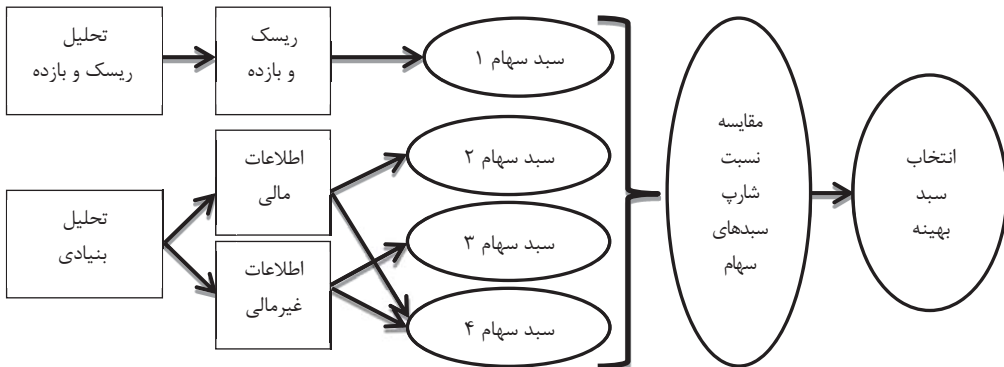 تحلیل
ریسک و بازده
ریسک
و بازده
سبد سهام ۱
تحلیل
بنیادی
اطلاعات
مالی
اطلاعات
غیرمالی
سبد سهام ۲
سبد سهام ۳
سبد سهام ۴
مقایسه
نسبت
شارپ
سبدهای
سهام
انتخاب
سبد
بهینه